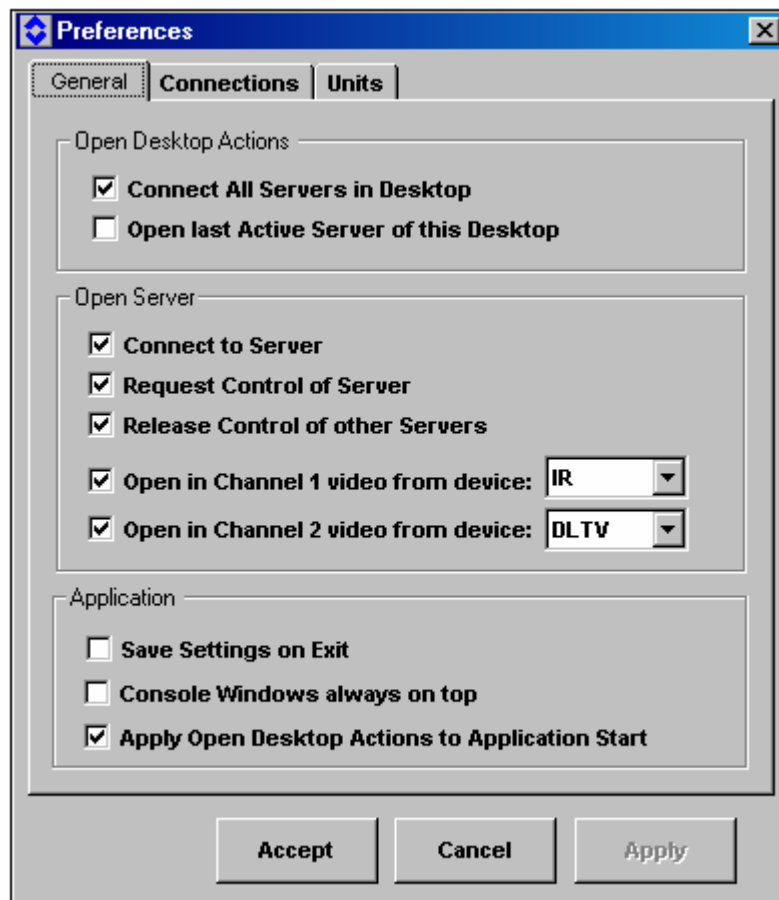 Preferences
General Connections Units
Open Desktop Actions
Connect All Servers in Desktop
Open last Active Server of this Desktop
Open Server
Connect to Server
Request Control of Server
Release Control of other Servers
Open in Channel 1 video from device: IR
Open in Channel 2 video from device: DLTV
Application
Save Settings on Exit
Console Windows always on top
Apply Open Desktop Actions to Application Start
Accept Cancel Apply